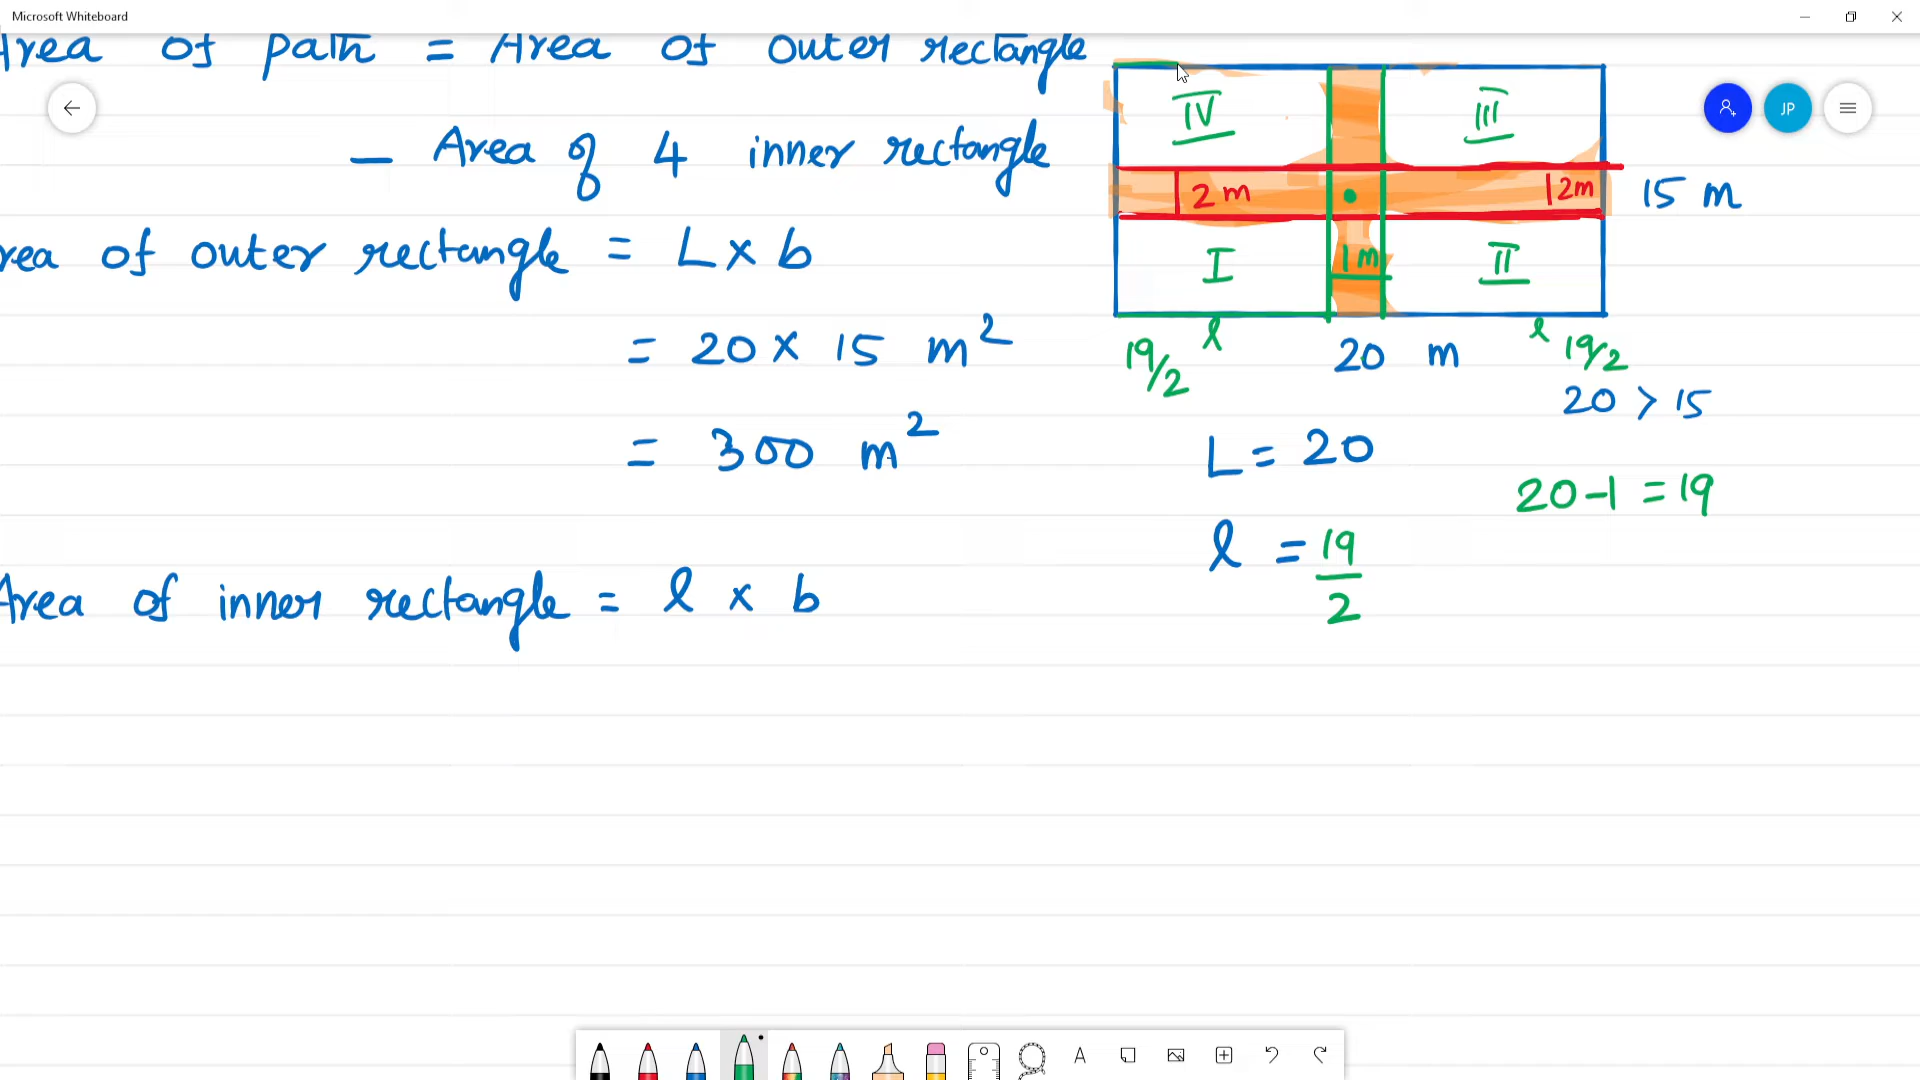 Microsoft Whiteboard
Area of path = Area of outer rectangle
— Area of 4 inner rectangle
rea of outer rectangle = L × b
= 20 × 15 m²
= 300 m²
Area of inner rectangle = l × b
IV III
2 m 2m 15 m
I 1 m II
19/2 l 20 m l 19/2
20 > 15
L = 20
20 - 1 = 19
l = 19/2
JP
A